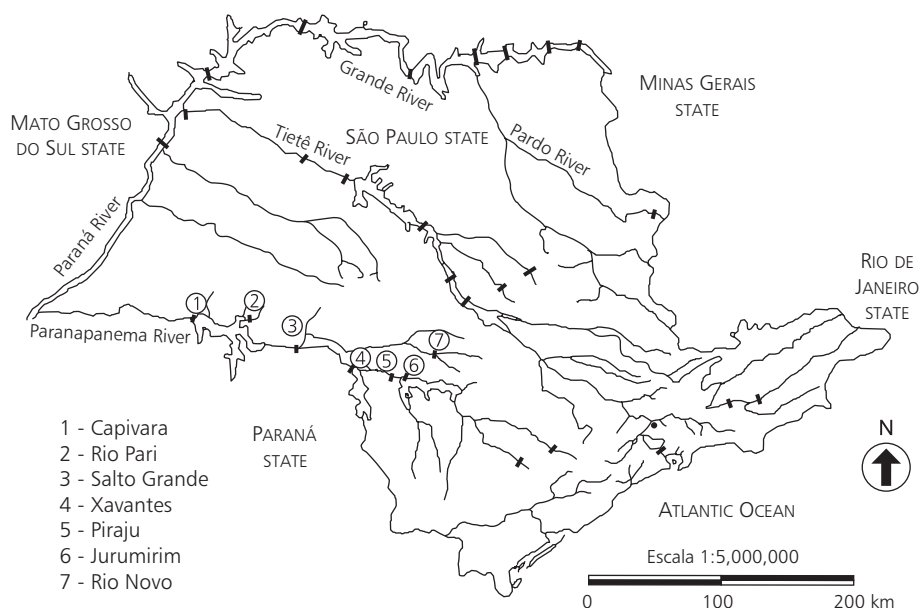 Grande River
MINAS GERAIS
STATE
MATO GROSSO
DO SUL STATE
Tietê River
SÃO PAULO STATE
Pardo River
Paraná River
RIO DE
JANEIRO
STATE
1
2
Paranapanema River
3
7
4
5
6
1 - Capivara
2 - Rio Pari
3 - Salto Grande
4 - Xavantes
5 - Piraju
6 - Jurumirim
7 - Rio Novo
PARANÁ
STATE
N
ATLANTIC OCEAN
Escala 1:5,000,000
0 100 200 km